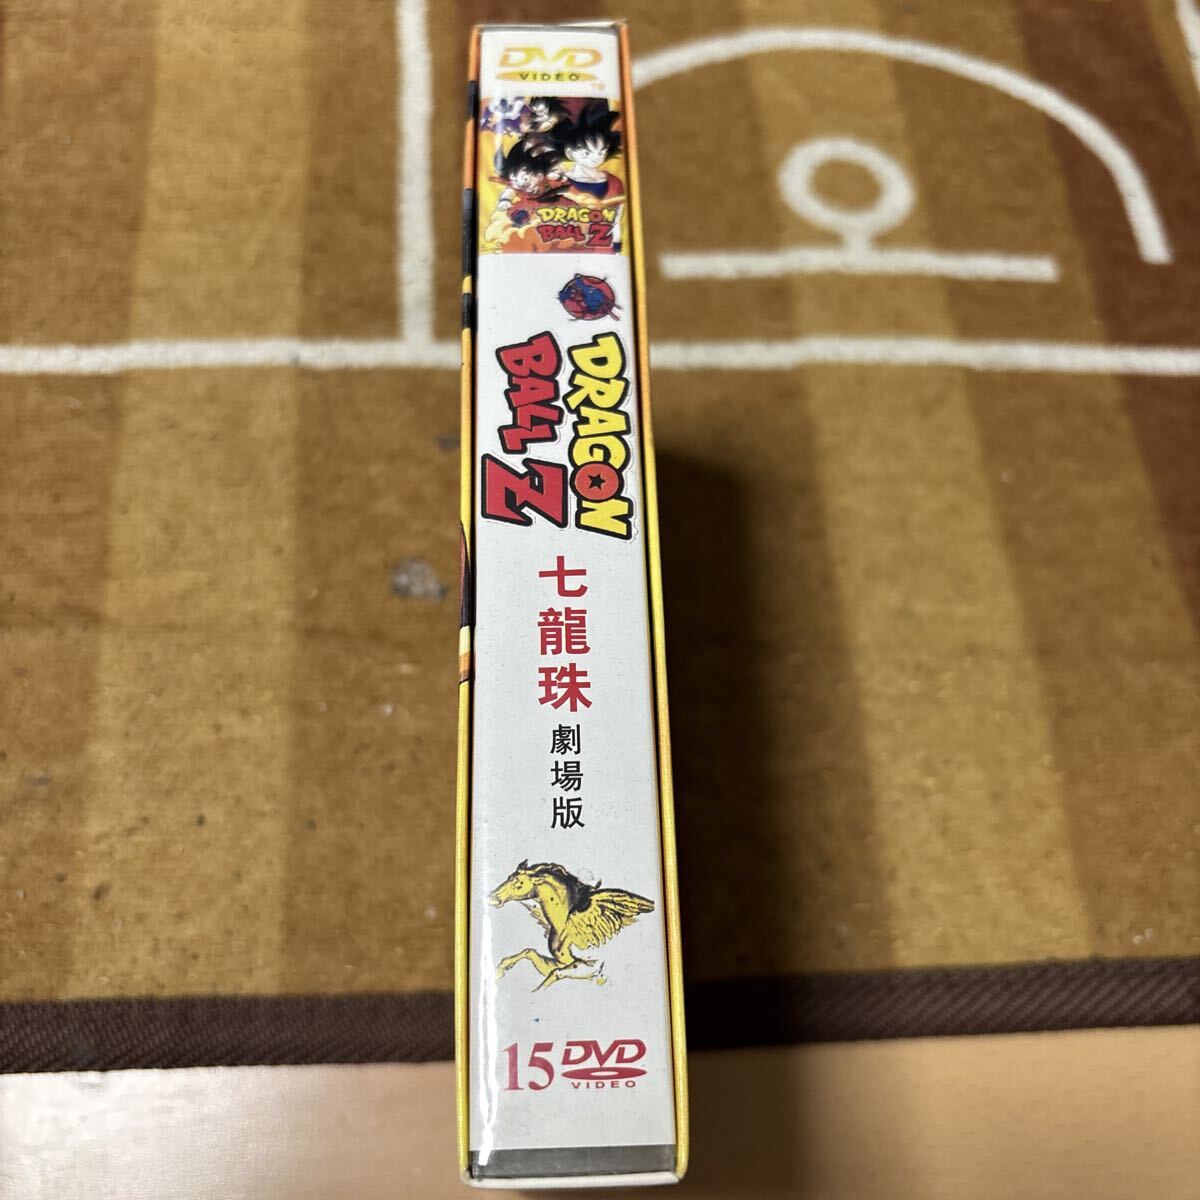 DVD
VIDEO
DRAGON
BALL Z
DRAGON
BALL Z
七龍珠
劇場版
15 DVD
VIDEO